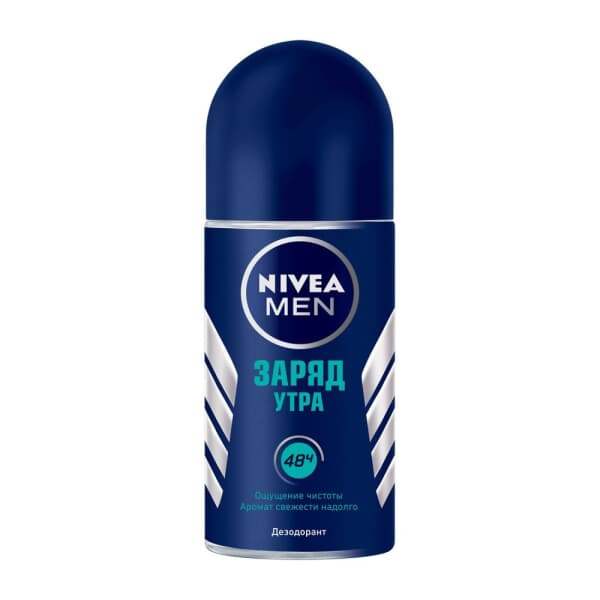 NIVEA
MEN
ЗАРЯД
УТРА
48ч
Ощущение чистоты
Аромат свежести надолго
Дезодорант